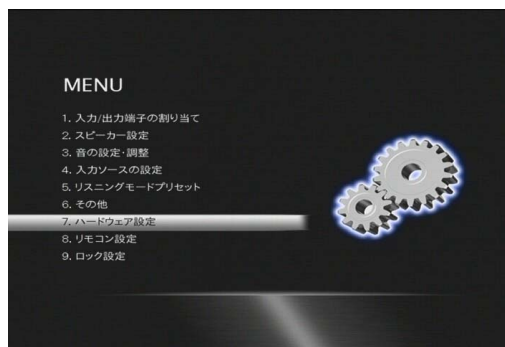 MENU
1. 入力/出力端子の割り当て
2. スピーカー設定
3. 音の設定・調整
4. 入力ソースの設定
5. リスニングモードプリセット
6. その他
7. ハードウェア設定
8. リモコン設定
9. ロック設定